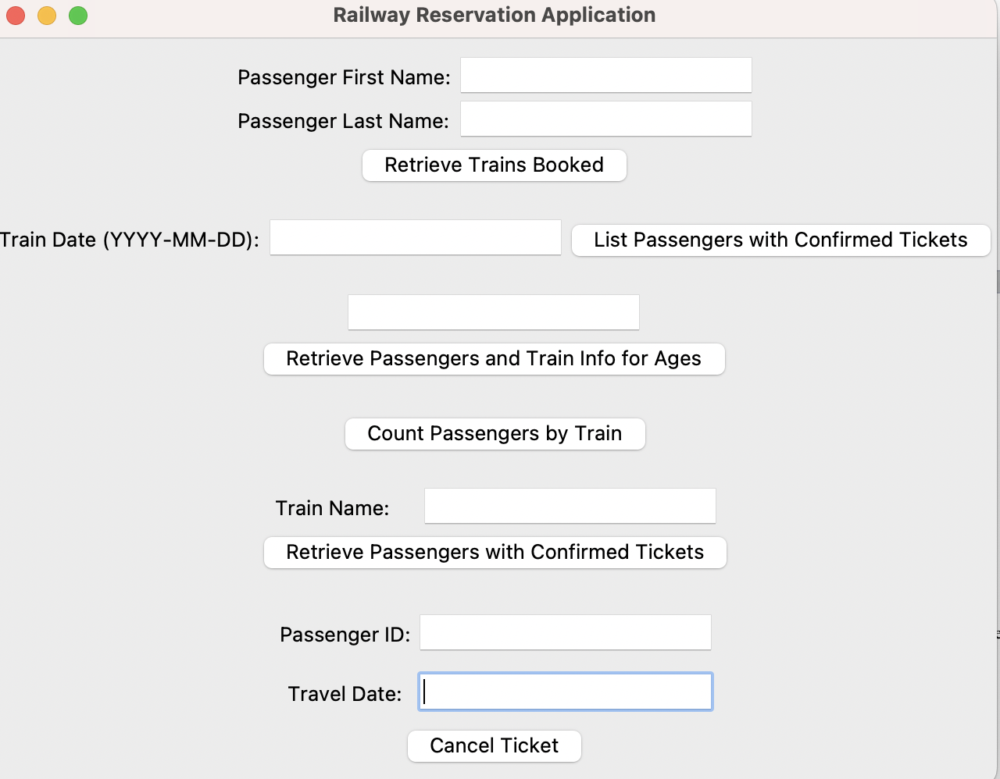 Railway Reservation Application
Passenger First Name:
Passenger Last Name:
Retrieve Trains Booked
Train Date (YYYY-MM-DD): List Passengers with Confirmed Tickets
Retrieve Passengers and Train Info for Ages
Count Passengers by Train
Train Name:
Retrieve Passengers with Confirmed Tickets
Passenger ID:
Travel Date:
Cancel Ticket